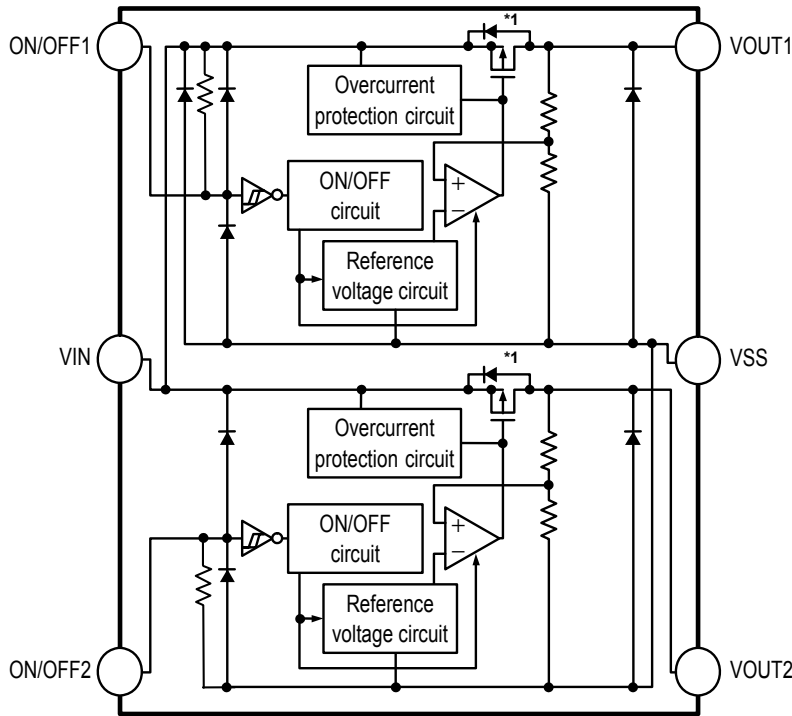 ON/OFF1
*1
VOUT1
Overcurrent
protection circuit
ON/OFF
circuit
+
−
Reference
voltage circuit
VIN
VSS
*1
Overcurrent
protection circuit
ON/OFF
circuit
+
−
Reference
voltage circuit
ON/OFF2
VOUT2